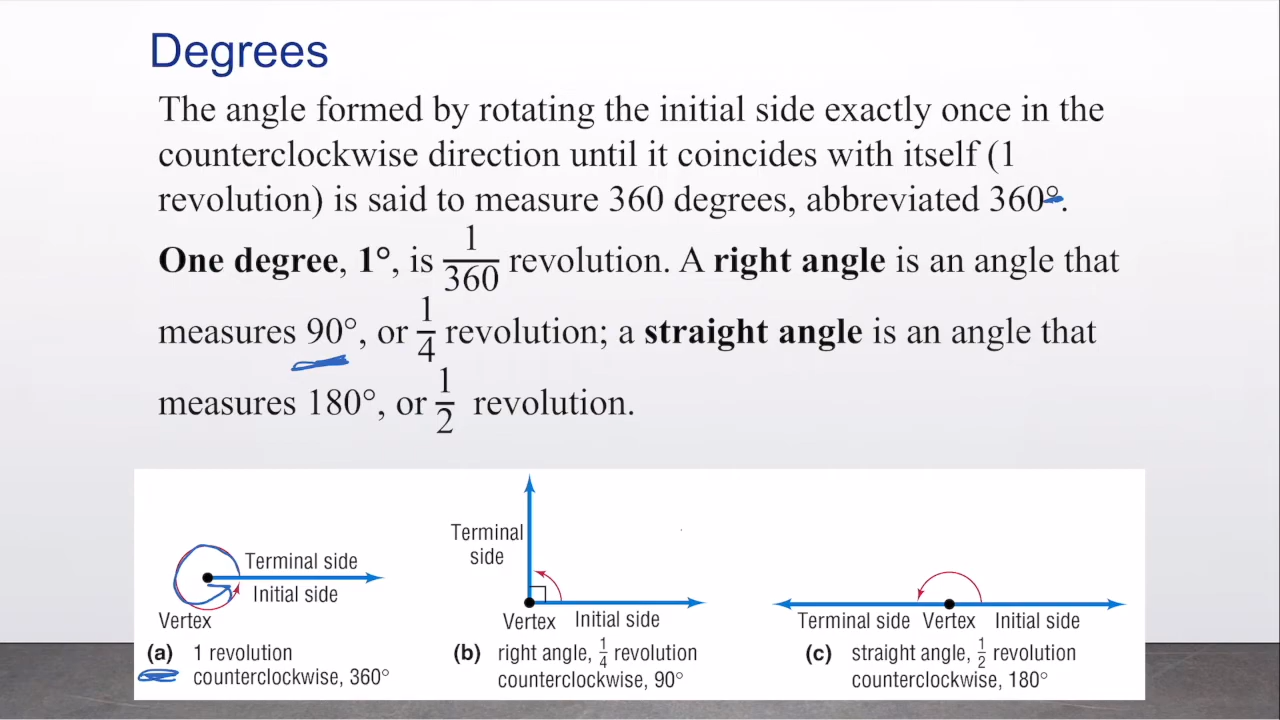 Degrees
The angle formed by rotating the initial side exactly once in the
counterclockwise direction until it coincides with itself (1
revolution) is said to measure 360 degrees, abbreviated 360°.
One degree, 1°, is 1/360 revolution. A right angle is an angle that
measures 90°, or 1/4 revolution; a straight angle is an angle that
measures 180°, or 1/2 revolution.
Terminal side
Initial side
Vertex
(a) 1 revolution
counterclockwise, 360°
Terminal
side
Vertex Initial side
(b) right angle, 1/4 revolution
counterclockwise, 90°
Terminal side Vertex Initial side
(c) straight angle, 1/2 revolution
counterclockwise, 180°